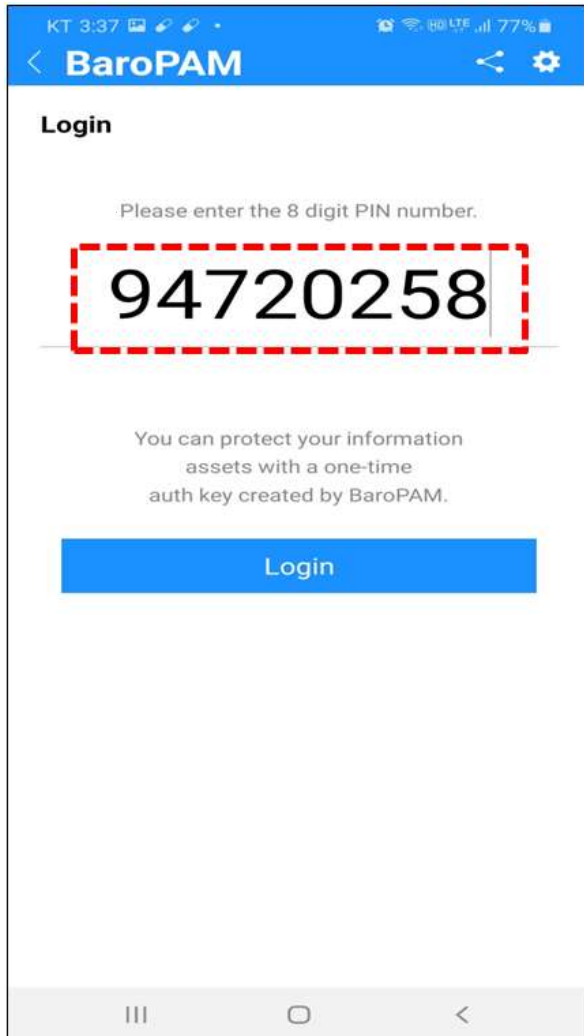 KT 3:37 77%
BaroPAM
Login
Please enter the 8 digit PIN number.
94720258
You can protect your information
assets with a one-time
auth key created by BaroPAM.
Login